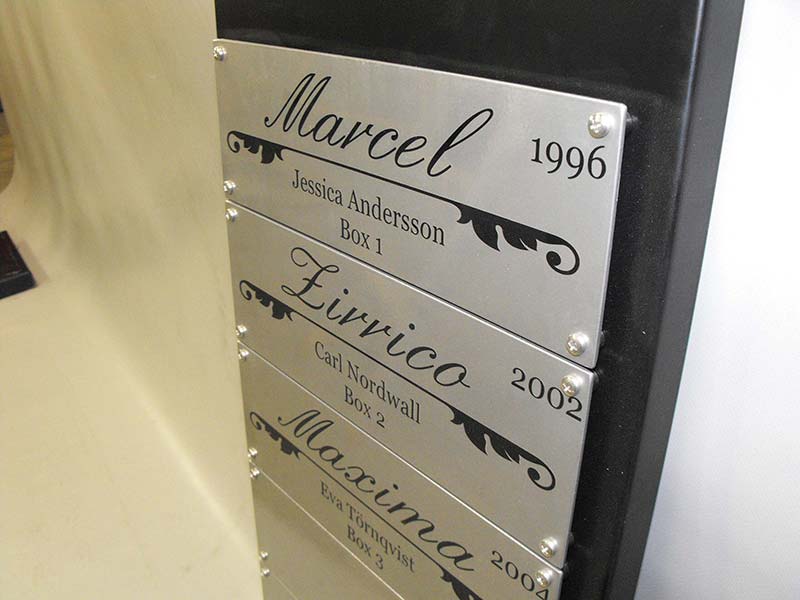 Marcel 1996
Jessica Andersson
Box 1
Zirrico 2002
Carl Nordwall
Box 2
Maxima 2004
Eva Törnqvist
Box 3